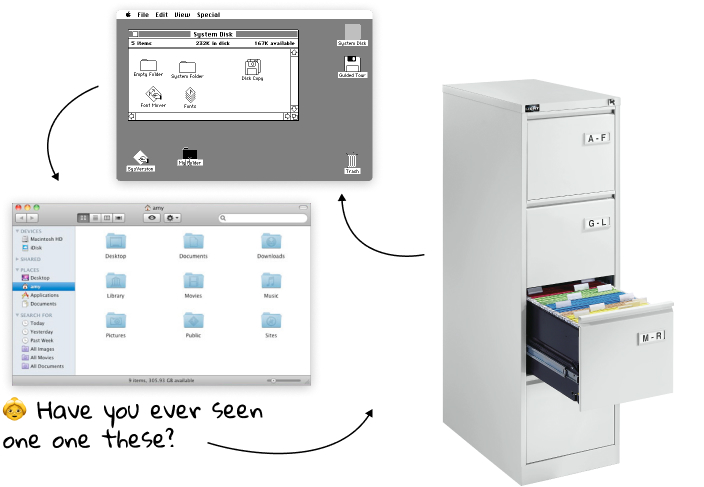 File Edit View Special
System Disk
5 items 232K in disk 167K available
Empty Folder System Folder Disk Copy
Font Mover Fonts
System Disk
Guided Tour
SysVersion
My Folder
Trash
amy
DEVICES
Macintosh HD
iDisk
SHARED
PLACES
Desktop
amy
Applications
Documents
SEARCH FOR
Today
Yesterday
Past Week
All Images
All Movies
All Documents
Desktop Documents Downloads
Library Movies Music
Pictures Public Sites
9 items, 305.93 GB available
A - F
G - L
M - R
Have you ever seen
one one these?